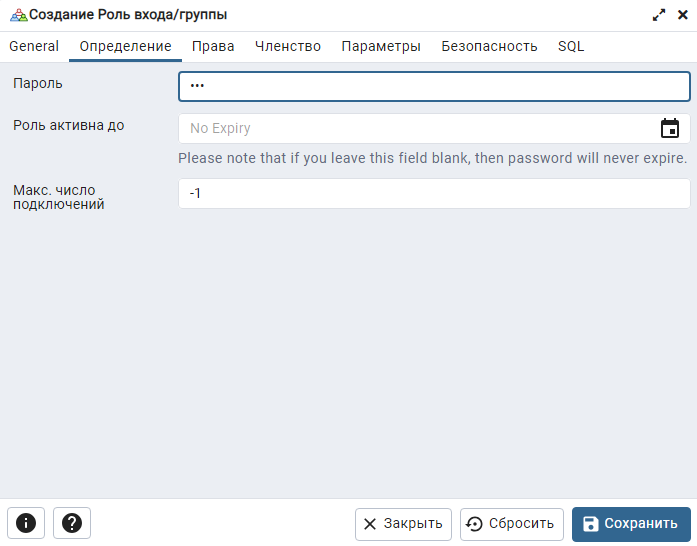 Создание Роль входа/группы
General Определение Права Членство Параметры Безопасность SQL
Пароль •••
Роль активна до No Expiry
Please note that if you leave this field blank, then password will never expire.
Макс. число
подключений -1
Закрыть Сбросить Сохранить